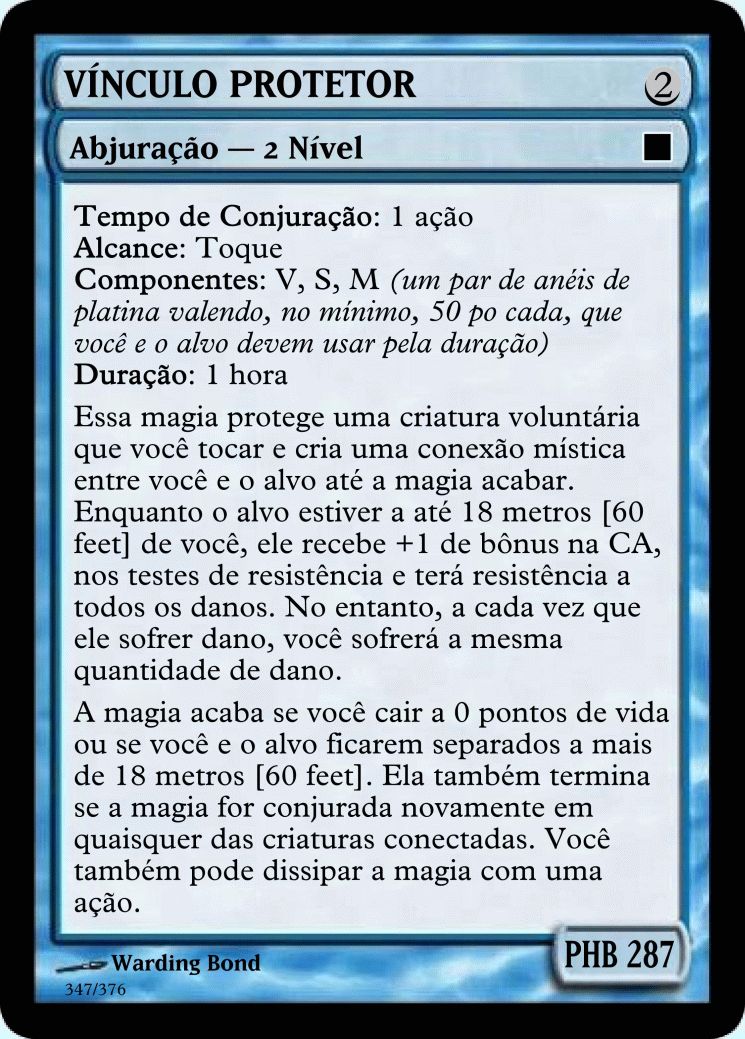 VÍNCULO PROTETOR
2
Abjuração — 2 Nível
Tempo de Conjuração: 1 ação
Alcance: Toque
Componentes: V, S, M (um par de anéis de
platina valendo, no mínimo, 50 po cada, que
você e o alvo devem usar pela duração)
Duração: 1 hora
Essa magia protege uma criatura voluntária
que você tocar e cria uma conexão mística
entre você e o alvo até a magia acabar.
Enquanto o alvo estiver a até 18 metros [60
feet] de você, ele recebe +1 de bônus na CA,
nos testes de resistência e terá resistência a
todos os danos. No entanto, a cada vez que
ele sofrer dano, você sofrerá a mesma
quantidade de dano.
A magia acaba se você cair a 0 pontos de vida
ou se você e o alvo ficarem separados a mais
de 18 metros [60 feet]. Ela também termina
se a magia for conjurada novamente em
quaisquer das criaturas conectadas. Você
também pode dissipar a magia com uma
ação.
PHB 287
Warding Bond
347/376